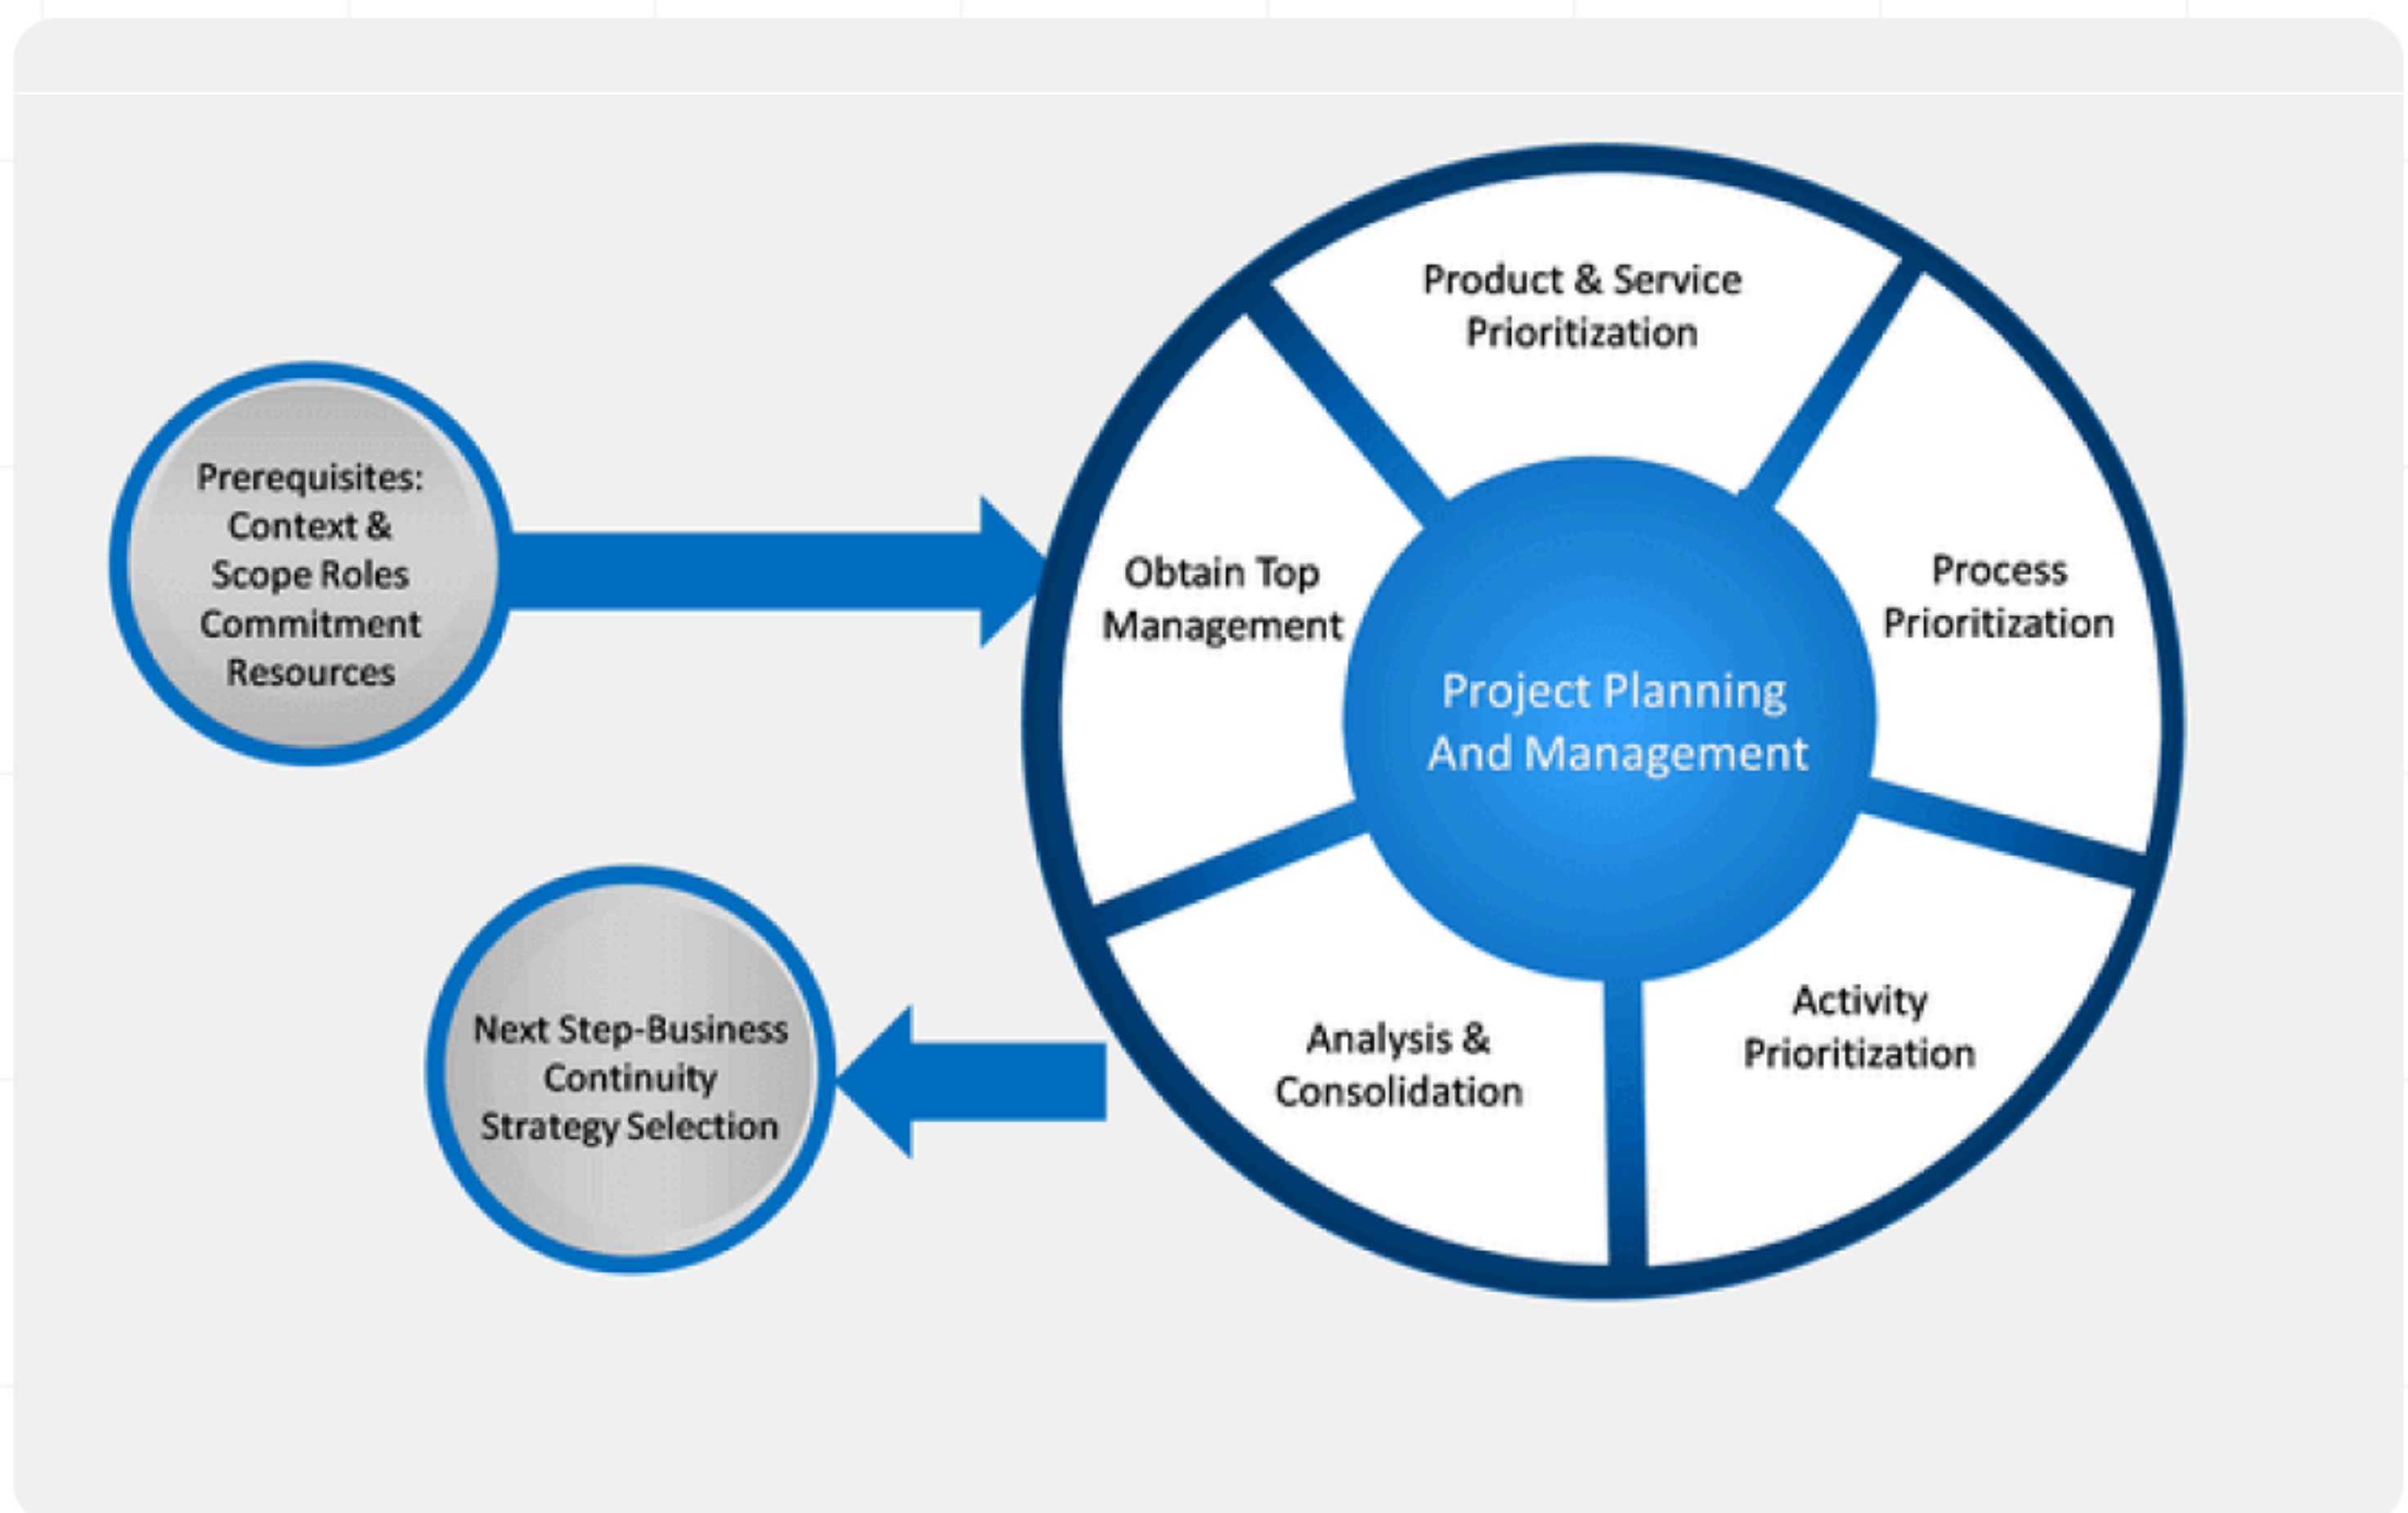 Product & Service
Prioritization
Prerequisites:
Context &
Scope Roles
Commitment
Resources
Obtain Top
Management
Process
Prioritization
Project Planning
And Management
Analysis &
Consolidation
Activity
Prioritization
Next Step-Business
Continuity
Strategy Selection